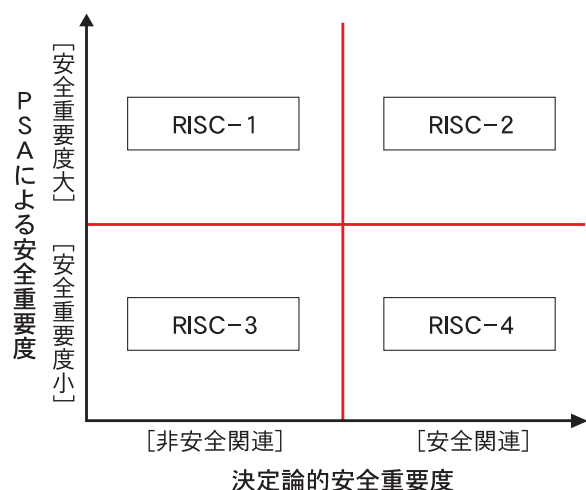 PSAによる安全重要度
[安全重要度大]
[安全重要度小]
RISC-1
RISC-2
RISC-3
RISC-4
[非安全関連]
[安全関連]
決定論的安全重要度